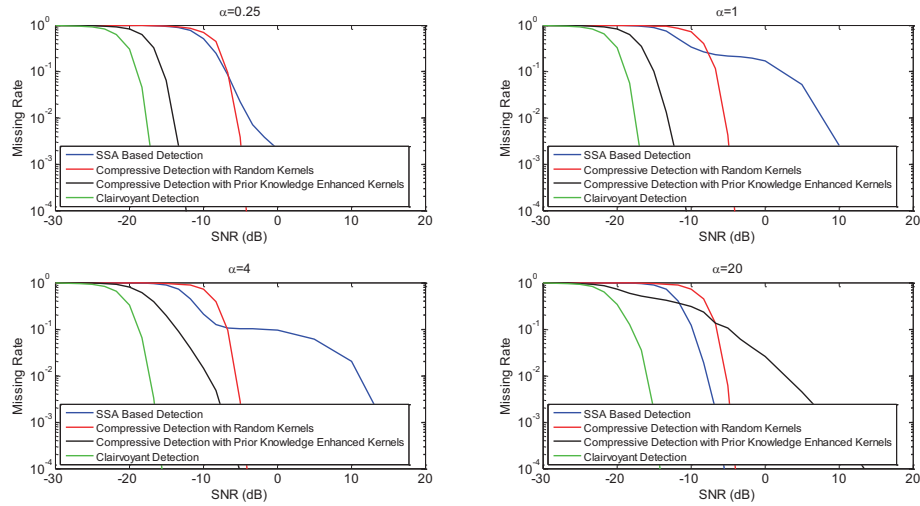 α=0.25
10^0
10^-1
10^-2
10^-3
10^-4
Missing Rate
SSA Based Detection
Compressive Detection with Random Kernels
Compressive Detection with Prior Knowledge Enhanced Kernels
Clairvoyant Detection
-30 -20 -10 0 10 20
SNR (dB)
α=1
10^0
10^-1
10^-2
10^-3
10^-4
Missing Rate
SSA Based Detection
Compressive Detection with Random Kernels
Compressive Detection with Prior Knowledge Enhanced Kernels
Clairvoyant Detection
-30 -20 -10 0 10 20
SNR (dB)
α=4
10^0
10^-1
10^-2
10^-3
10^-4
Missing Rate
SSA Based Detection
Compressive Detection with Random Kernels
Compressive Detection with Prior Knowledge Enhanced Kernels
Clairvoyant Detection
-30 -20 -10 0 10 20
SNR (dB)
α=20
10^0
10^-1
10^-2
10^-3
10^-4
Missing Rate
SSA Based Detection
Compressive Detection with Random Kernels
Compressive Detection with Prior Knowledge Enhanced Kernels
Clairvoyant Detection
-30 -20 -10 0 10 20
SNR (dB)